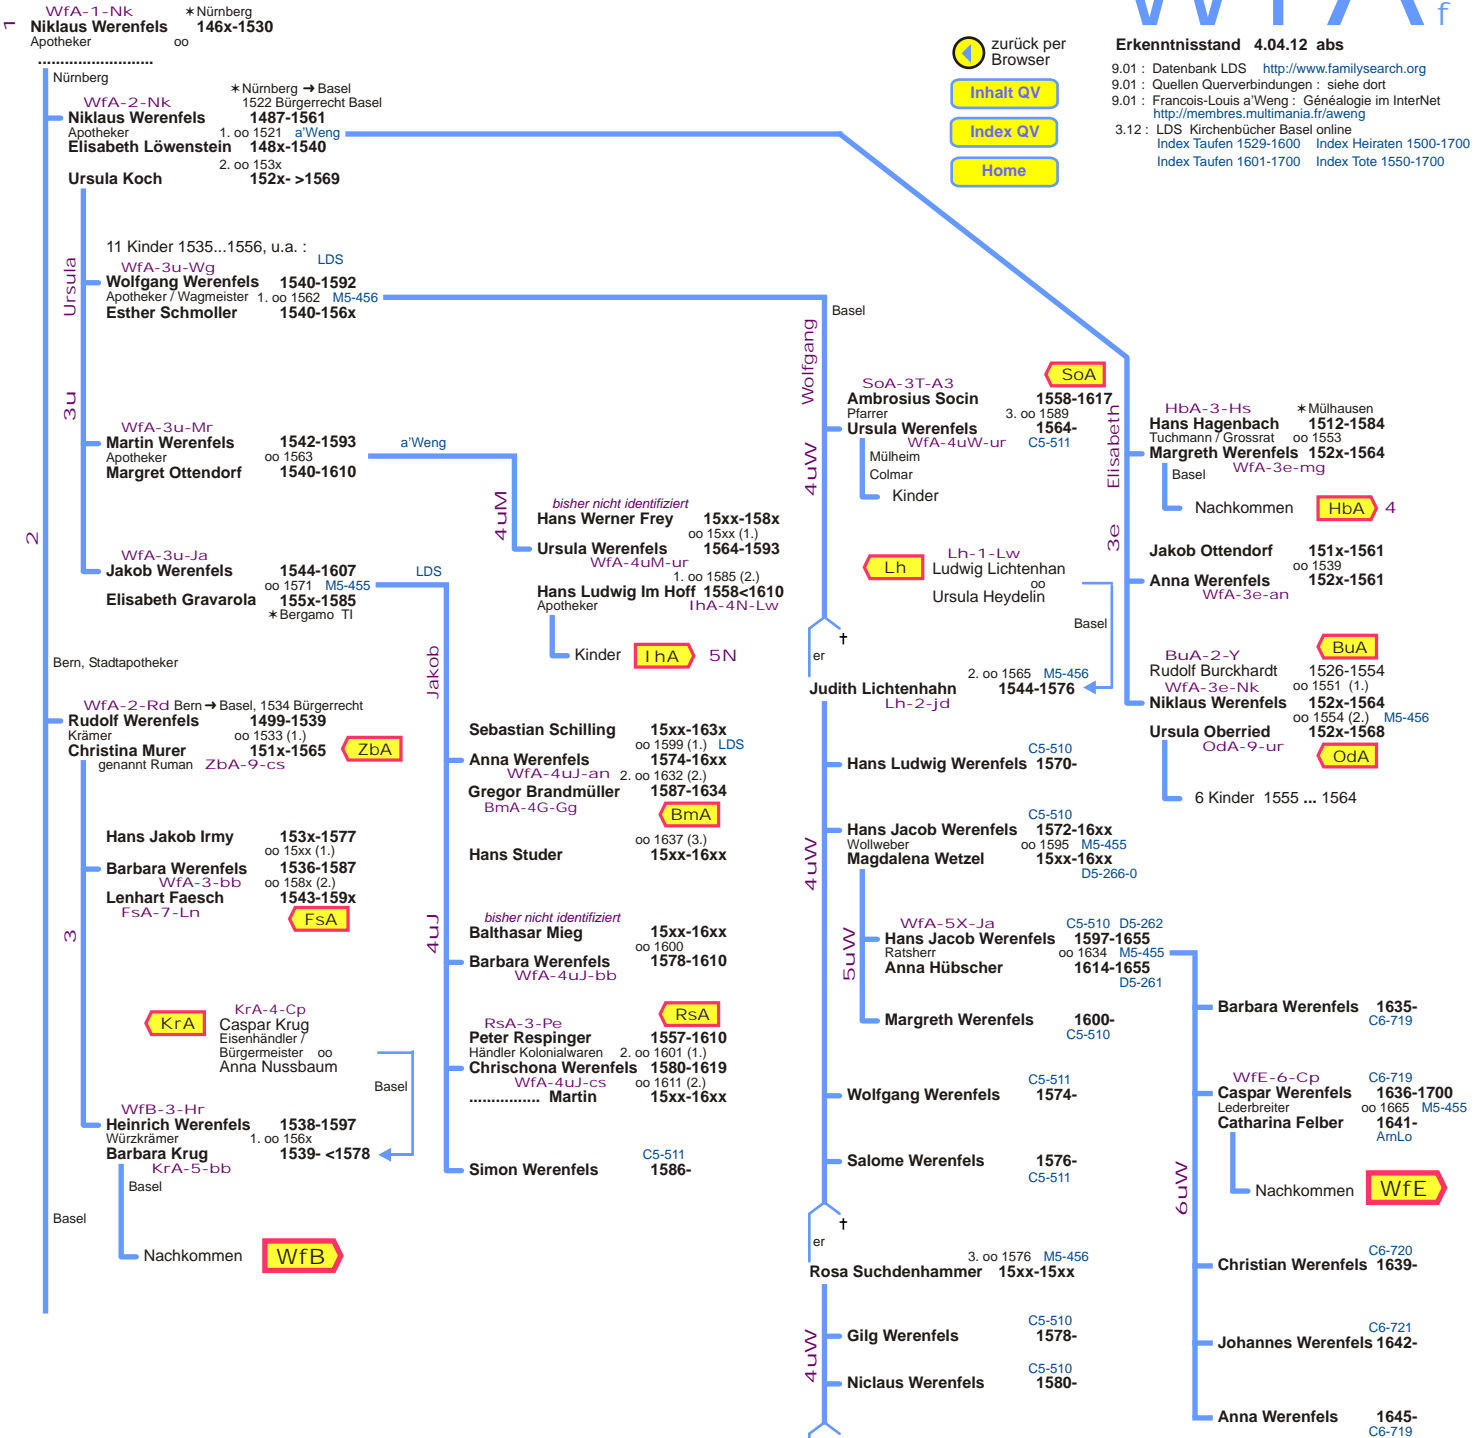 WfA
f
1
WfA-1-Nk ✶Nürnberg
Niklaus Werenfels 146x-1530
Apotheker oo
..........................
Nürnberg
zurück per
Browser
Inhalt QV
Index QV
Home
Erkenntnisstand 4.04.12 abs
9.01 : Datenbank LDS http://www.familysearch.org
9.01 : Quellen Querverbindungen : siehe dort
9.01 : Francois-Louis a'Weng : Généalogie im InterNet
http://membres.multimania.fr/aweng
3.12 : LDS Kirchenbücher Basel online
Index Taufen 1529-1600 Index Heiraten 1500-1700
Index Taufen 1601-1700 Index Tote 1550-1700
2
✶Nürnberg ➔ Basel
WfA-2-Nk 1522 Bürgerrecht Basel
Niklaus Werenfels 1487-1561
Apotheker 1. oo 1521 a'Weng
Elisabeth Löwenstein 148x-1540
2. oo 153x
Ursula Koch 152x- >1569
Ursula
3u
11 Kinder 1535...1556, u.a. :
LDS
WfA-3u-Wg
Wolfgang Werenfels 1540-1592
Apotheker / Wagmeister 1. oo 1562 M5-456
Esther Schmoller 1540-156x
WfA-3u-Mr
Martin Werenfels 1542-1593
Apotheker oo 1563 a'Weng
Margret Ottendorf 1540-1610
WfA-3u-Ja
Jakob Werenfels 1544-1607
oo 1571 M5-455 LDS
Elisabeth Gravarola 155x-1585
✶Bergamo TI
Bern, Stadtapotheker
WfA-2-Rd Bern ➔ Basel, 1534 Bürgerrecht
Rudolf Werenfels 1499-1539
Krämer oo 1533 (1.)
Christina Murer 151x-1565 ZbA
genannt Ruman ZbA-9-cs
3
Hans Jakob Irmy 153x-1577
oo 15xx (1.)
Barbara Werenfels 1536-1587
WfA-3-bb oo 158x (2.)
Lenhart Faesch 1543-159x
FsA-7-Ln FsA
KrA
KrA-4-Cp
Caspar Krug
Eisenhändler /
Bürgermeister oo
Anna Nussbaum
Basel
WfB-3-Hr
Heinrich Werenfels 1538-1597
Würzkrämer 1. oo 156x
Barbara Krug 1539- <1578
KrA-5-bb
Basel
Nachkommen WfB
Basel
4uM
bisher nicht identifiziert
Hans Werner Frey 15xx-158x
oo 15xx (1.)
Ursula Werenfels 1564-1593
WfA-4uM-ur
1. oo 1585 (2.)
Hans Ludwig Im Hoff 1558<1610
Apotheker IhA-4N-Lw
Kinder IhA 5N
Jakob
4uJ
Sebastian Schilling 15xx-163x
oo 1599 (1.) LDS
Anna Werenfels 1574-16xx
WfA-4uJ-an 2. oo 1632 (2.)
Gregor Brandmüller 1587-1634
BmA-4G-Gg BmA
oo 1637 (3.)
Hans Studer 15xx-16xx
bisher nicht identifiziert
Balthasar Mieg 15xx-16xx
oo 1600
Barbara Werenfels 1578-1610
WfA-4uJ-bb
RsA
RsA-3-Pe
Peter Respinger 1557-1610
Händler Kolonialwaren 2. oo 1601 (1.)
Chrischona Werenfels 1580-1619
WfA-4uJ-cs oo 1611 (2.)
................ Martin 15xx-16xx
C5-511
Simon Werenfels 1586-
Wolfgang
4uW
Basel
SoA
SoA-3T-A3
Ambrosius Socin 1558-1617
Pfarrer 3. oo 1589
Ursula Werenfels 1564-
WfA-4uW-ur C5-511
Mülheim
Colmar
Kinder
Lh
Lh-1-Lw
Ludwig Lichtenhan
oo
Ursula Heydelin
Basel
†
er
2. oo 1565 M5-456
Judith Lichtenhahn 1544-1576
Lh-2-jd
4uW
C5-510
Hans Ludwig Werenfels 1570-
C5-510
Hans Jacob Werenfels 1572-16xx
Wollweber oo 1595 M5-455
Magdalena Wetzel 15xx-16xx
D5-266-0
5uW
WfA-5X-Ja C5-510 D5-262
Hans Jacob Werenfels 1597-1655
Ratsherr oo 1634 M5-455
Anna Hübscher 1614-1655
D5-261
Margreth Werenfels 1600-
C5-510
C5-511
Wolfgang Werenfels 1574-
Salome Werenfels 1576-
C5-511
†
er
3. oo 1576 M5-456
Rosa Suchdenhammer 15xx-15xx
4uW
C5-510
Gilg Werenfels 1578-
C5-510
Niclaus Werenfels 1580-
Elisabeth
3e
HbA-3-Hs ✶Mülhausen
Hans Hagenbach 1512-1584
Tuchmann / Grossrat oo 1553
Margreth Werenfels 152x-1564
WfA-3e-mg
Basel
Nachkommen HbA 4
Jakob Ottendorf 151x-1561
oo 1539
Anna Werenfels 152x-1561
WfA-3e-an
BuA
BuA-2-Y
Rudolf Burckhardt 1526-1554
WfA-3e-Nk oo 1551 (1.)
Niklaus Werenfels 152x-1564
oo 1554 (2.) M5-456
Ursula Oberried 152x-1568
OdA-9-ur
OdA
6 Kinder 1555 ... 1564
6uW
Barbara Werenfels 1635-
C6-719
WfE-6-Cp C6-719
Caspar Werenfels 1636-1700
Lederbreiter oo 1665 M5-455
Catharina Felber 1641-
ArnLo
Nachkommen WfE
C6-720
Christian Werenfels 1639-
C6-721
Johannes Werenfels 1642-
Anna Werenfels 1645-
C6-719